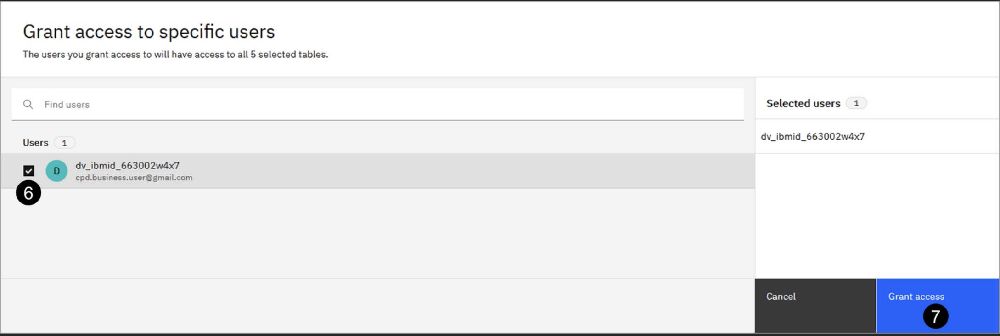 Grant access to specific users
The users you grant access to will have access to all 5 selected tables.
Find users
Users 1
dv_ibmid_663002w4x7
D
cpd.business.user@gmail.com
6
Selected users 1
dv_ibmid_663002w4x7
Cancel
Grant access
7